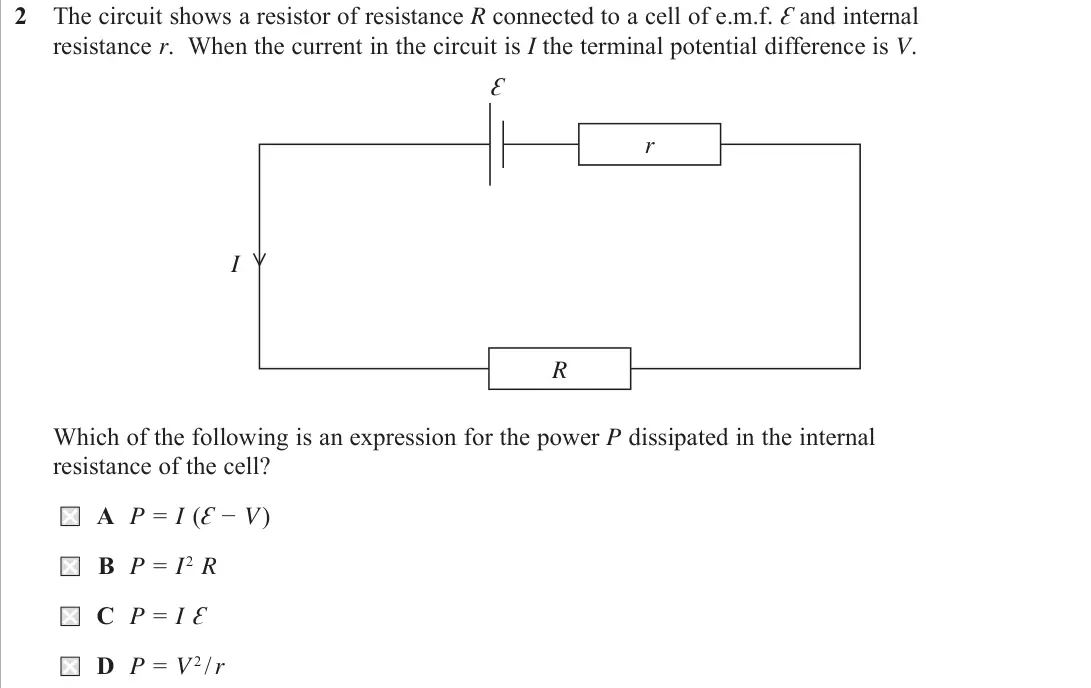 2 The circuit shows a resistor of resistance R connected to a cell of e.m.f. ℰ and internal
resistance r. When the current in the circuit is I the terminal potential difference is V.
ℰ
r
I
R
Which of the following is an expression for the power P dissipated in the internal
resistance of the cell?
A P = I (ℰ − V)
B P = I² R
C P = I ℰ
D P = V²/r